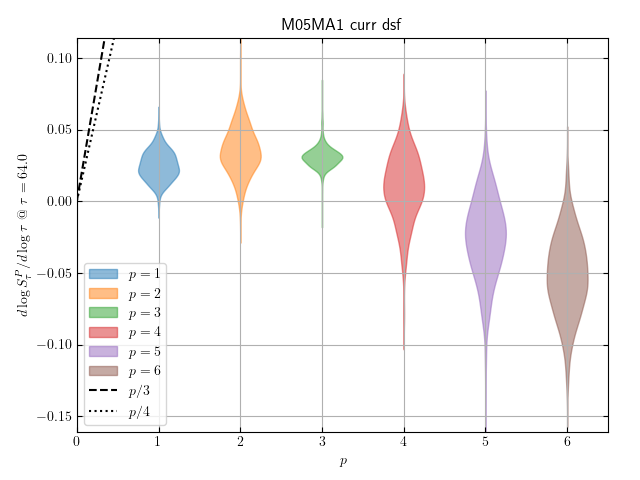 M05MA1 curr dsf
d log S_τ^P / d log τ @ τ = 64.0
0.10
0.05
0.00
−0.05
−0.10
−0.15
p = 1
p = 2
p = 3
p = 4
p = 5
p = 6
p/3
p/4
0 1 2 3 4 5 6
p